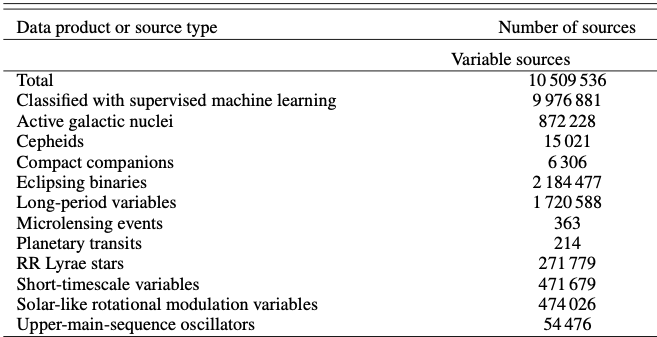 Data product or source type Number of sources
Variable sources
Total 10 509 536
Classified with supervised machine learning 9 976 881
Active galactic nuclei 872 228
Cepheids 15 021
Compact companions 6 306
Eclipsing binaries 2 184 477
Long-period variables 1 720 588
Microlensing events 363
Planetary transits 214
RR Lyrae stars 271 779
Short-timescale variables 471 679
Solar-like rotational modulation variables 474 026
Upper-main-sequence oscillators 54 476